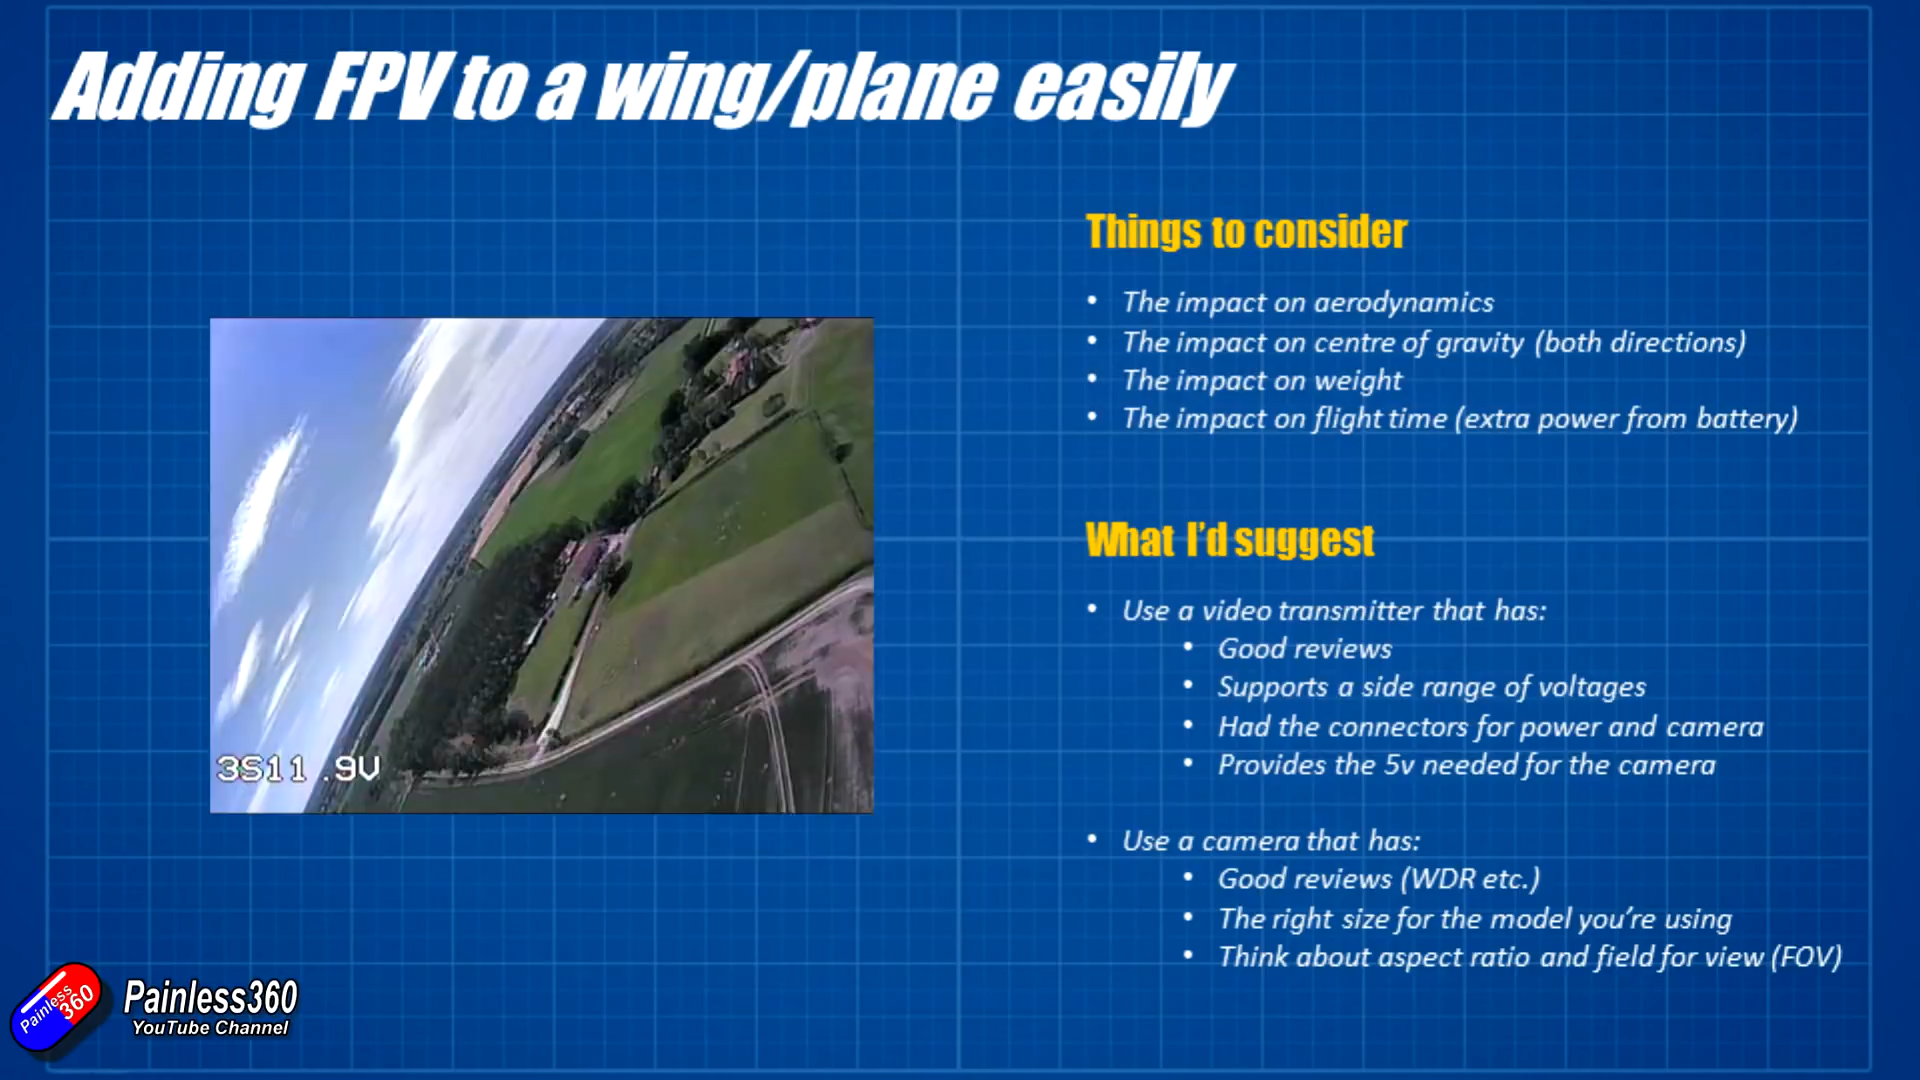 Adding FPV to a wing/plane easily
Things to consider
• The impact on aerodynamics
• The impact on centre of gravity (both directions)
• The impact on weight
• The impact on flight time (extra power from battery)
What I'd suggest
• Use a video transmitter that has:
• Good reviews
• Supports a side range of voltages
• Had the connectors for power and camera
• Provides the 5v needed for the camera
• Use a camera that has:
• Good reviews (WDR etc.)
• The right size for the model you're using
• Think about aspect ratio and field for view (FOV)
3S11.9V
Painless
360
Painless360
YouTube Channel